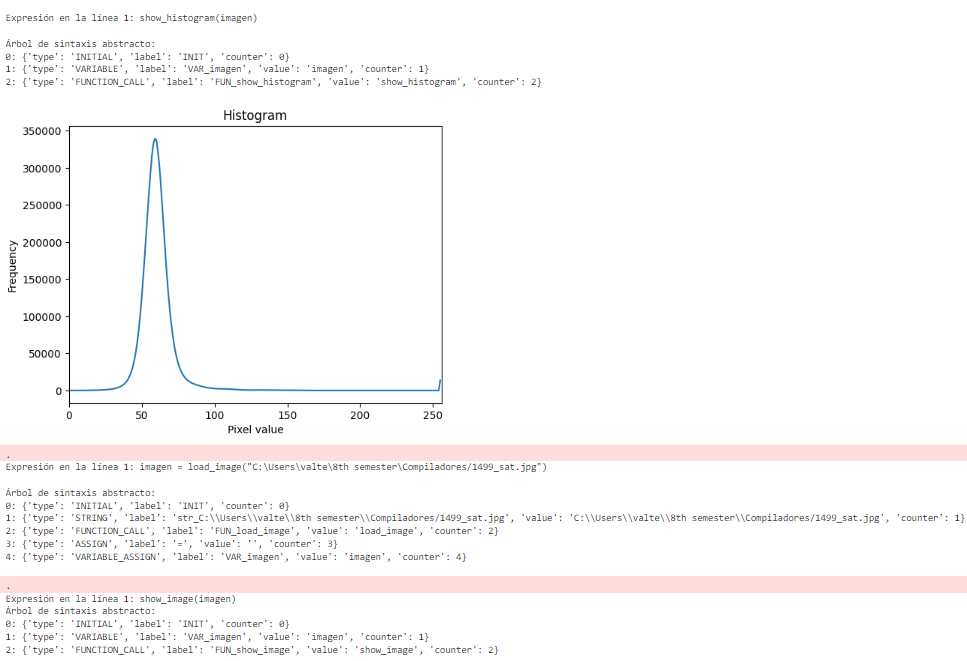 Expresión en la línea 1: show_histogram(imagen)
Árbol de sintaxis abstracto:
0: {'type': 'INITIAL', 'label': 'INIT', 'counter': 0}
1: {'type': 'VARIABLE', 'label': 'VAR_imagen', 'value': 'imagen', 'counter': 1}
2: {'type': 'FUNCTION_CALL', 'label': 'FUN_show_histogram', 'value': 'show_histogram', 'counter': 2}
Histogram
350000
300000
250000
200000
150000
100000
50000
0
Frequency
0 50 100 150 200 250
Pixel value
.
Expresión en la línea 1: imagen = load_image("C:\Users\valte\8th semester\Compiladores/1499_sat.jpg")
Árbol de sintaxis abstracto:
0: {'type': 'INITIAL', 'label': 'INIT', 'counter': 0}
1: {'type': 'STRING', 'label': 'str_C:\\Users\\valte\\8th semester\\Compiladores/1499_sat.jpg', 'value': 'C:\\Users\\valte\\8th semester\\Compiladores/1499_sat.jpg', 'counter': 1}
2: {'type': 'FUNCTION_CALL', 'label': 'FUN_load_image', 'value': 'load_image', 'counter': 2}
3: {'type': 'ASSIGN', 'label': '=', 'value': '', 'counter': 3}
4: {'type': 'VARIABLE_ASSIGN', 'label': 'VAR_imagen', 'value': 'imagen', 'counter': 4}
.
Expresión en la línea 1: show_image(imagen)
Árbol de sintaxis abstracto:
0: {'type': 'INITIAL', 'label': 'INIT', 'counter': 0}
1: {'type': 'VARIABLE', 'label': 'VAR_imagen', 'value': 'imagen', 'counter': 1}
2: {'type': 'FUNCTION_CALL', 'label': 'FUN_show_image', 'value': 'show_image', 'counter': 2}